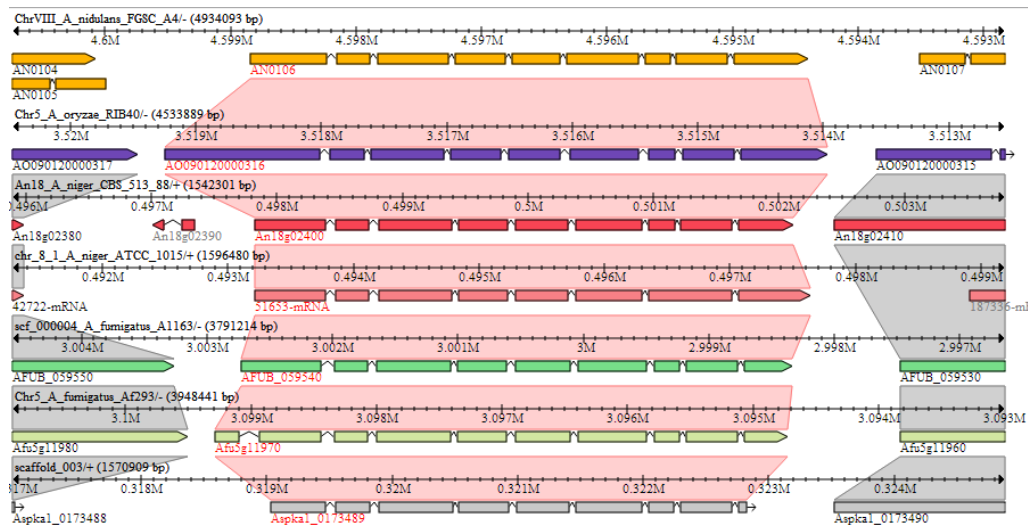 ChrVIII_A_nidulans_FGSC_A4/- (4934093 bp)
4.6M 4.599M 4.598M 4.597M 4.596M 4.595M 4.594M 4.593M
AN0104 AN0106 AN0107
AN0105
Chr5_A_oryzae_RIB40/- (4533889 bp)
3.52M 3.519M 3.518M 3.517M 3.516M 3.515M 3.514M 3.513M
AO090120000317 AO090120000316 AO090120000315
An18_A_niger_CBS_513_88/+ (1542301 bp)
0.496M 0.497M 0.498M 0.499M 0.5M 0.501M 0.502M 0.503M
An18g02380 An18g02390 An18g02400 An18g02410
chr_8_1_A_niger_ATCC_1015/+ (1596480 bp)
0.492M 0.493M 0.494M 0.495M 0.496M 0.497M 0.498M 0.499M
42722-mRNA 51653-mRNA 187336-mI
scf_000004_A_fumigatus_A1163/- (3791214 bp)
3.004M 3.003M 3.002M 3.001M 3M 2.999M 2.998M 2.997M
AFUB_059550 AFUB_059540 AFUB_059530
Chr5_A_fumigatus_Af293/- (3948441 bp)
3.1M 3.099M 3.098M 3.097M 3.096M 3.095M 3.094M 3.093M
Afu5g11980 Afu5g11970 Afu5g11960
scaffold_003/+ (1570909 bp)
317M 0.318M 0.319M 0.32M 0.321M 0.322M 0.323M 0.324M
Aspka1_0173488 Aspka1_0173489 Aspka1_0173490